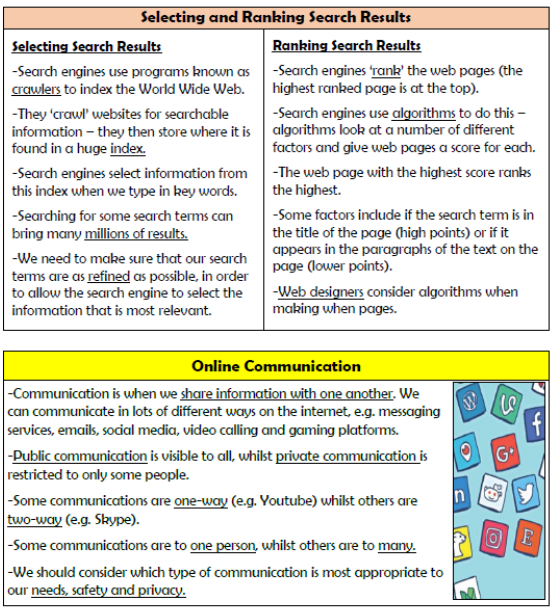 Selecting and Ranking Search Results
Selecting Search Results
-Search engines use programs known as
crawlers to index the World Wide Web.
-They ‘crawl’ websites for searchable
information – they then store where it is
found in a huge index.
-Search engines select information from
this index when we type in key words.
-Searching for some search terms can
bring many millions of results.
-We need to make sure that our search
terms are as refined as possible, in order
to allow the search engine to select the
information that is most relevant.
Ranking Search Results
-Search engines ‘rank’ the web pages (the
highest ranked page is at the top).
-Search engines use algorithms to do this –
algorithms look at a number of different
factors and give web pages a score for each.
-The web page with the highest score ranks
the highest.
-Some factors include if the search term is in
the title of the page (high points) or if it
appears in the paragraphs of the text on the
page (lower points).
-Web designers consider algorithms when
making when pages.
Online Communication
-Communication is when we share information with one another. We
can communicate in lots of different ways on the internet, e.g. messaging
services, emails, social media, video calling and gaming platforms.
-Public communication is visible to all, whilst private communication is
restricted to only some people.
-Some communications are one-way (e.g. Youtube) whilst others are
two-way (e.g. Skype).
-Some communications are to one person, whilst others are to many.
-We should consider which type of communication is most appropriate to
our needs, safety and privacy.
f
G+
in
E